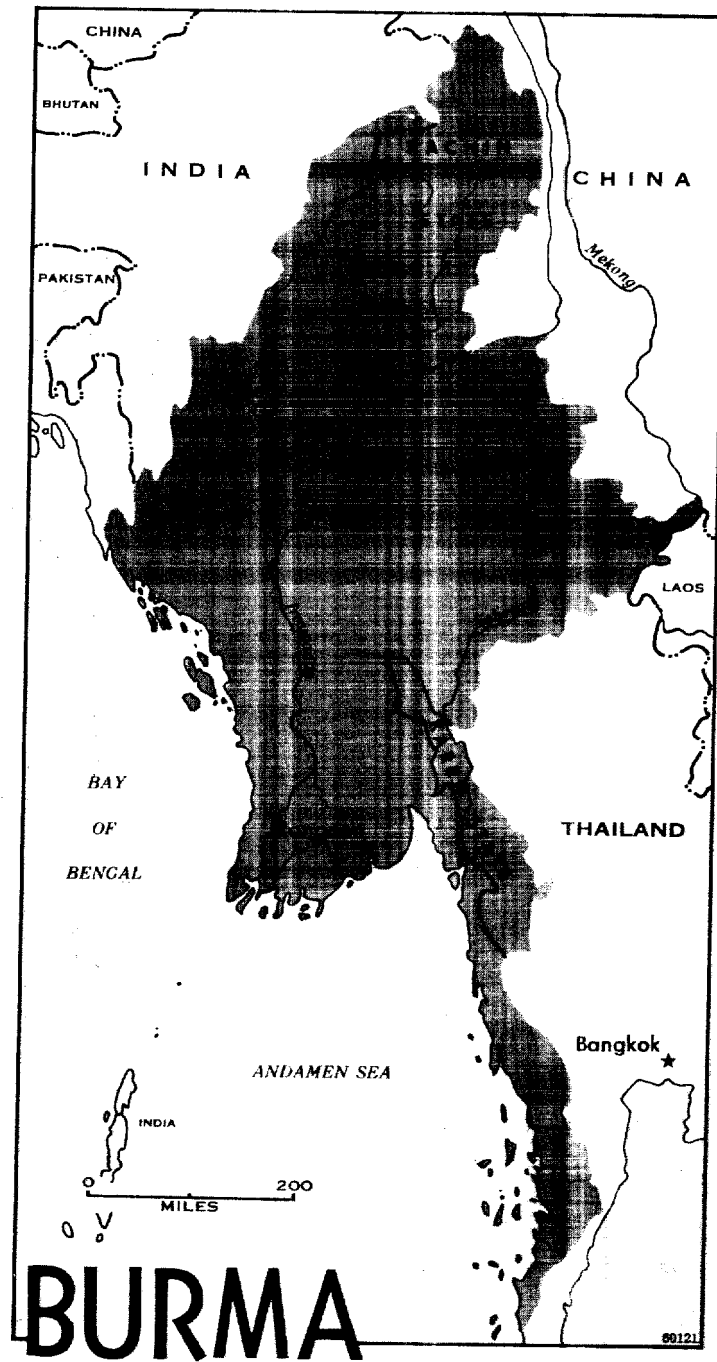 CHINA
BHUTAN
INDIA
CHINA
KACHIN
Mekong
PAKISTAN
LAOS
BAY
OF
BENGAL
THAILAND
Bangkok
ANDAMEN SEA
INDIA
0 200
MILES
BURMA